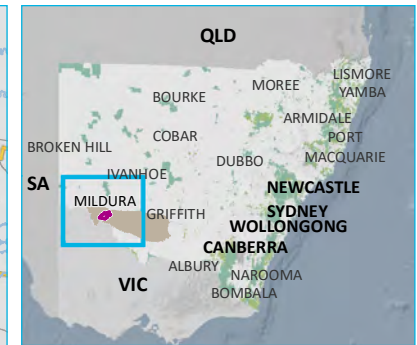 QLD
LISMORE
MOREE
YAMBA
BOURKE
ARMIDALE
COBAR
PORT
MACQUARIE
BROKEN HILL
DUBBO
IVANHOE
SA
NEWCASTLE
MILDURA
SYDNEY
GRIFFITH
WOLLONGONG
CANBERRA
ALBURY
NAROOMA
VIC
BOMBALA